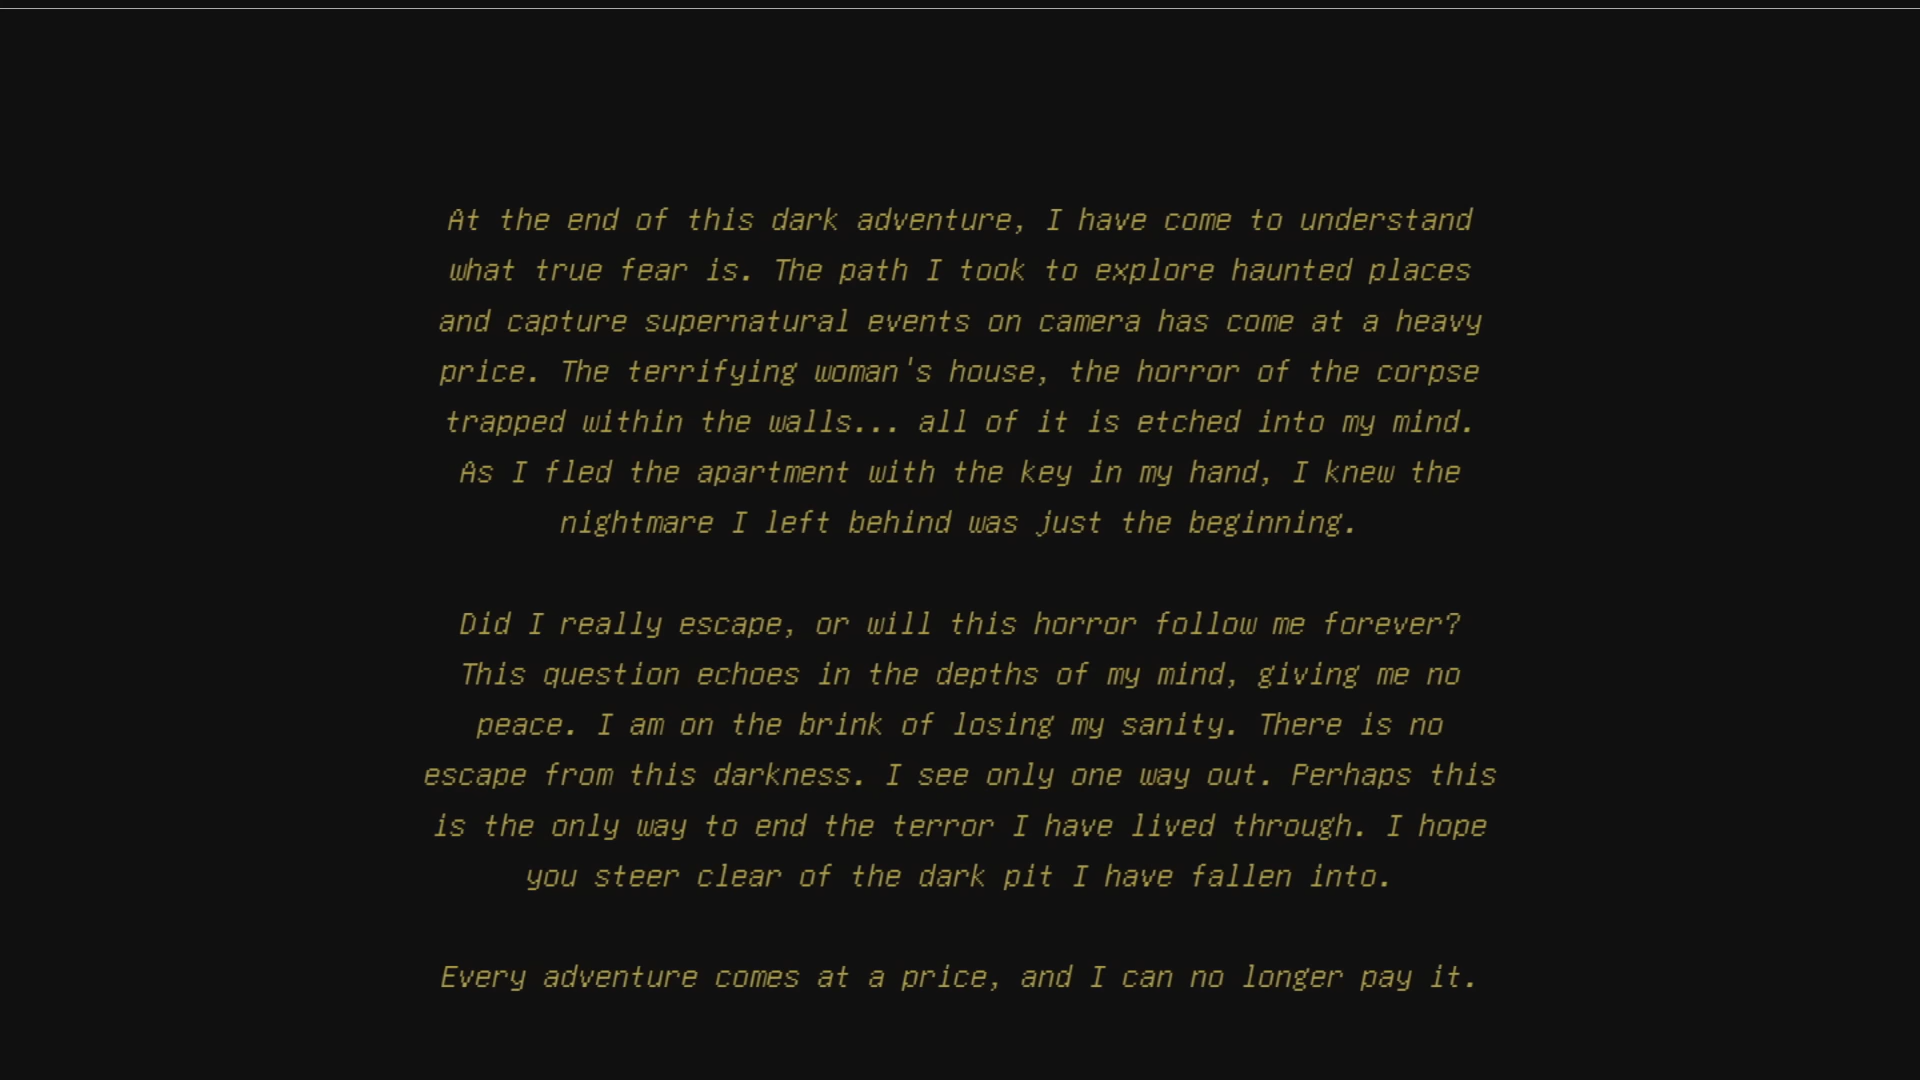 At the end of this dark adventure, I have come to understand
what true fear is. The path I took to explore haunted places
and capture supernatural events on camera has come at a heavy
price. The terrifying woman's house, the horror of the corpse
trapped within the walls... all of it is etched into my mind.
As I fled the apartment with the key in my hand, I knew the
nightmare I left behind was just the beginning.
Did I really escape, or will this horror follow me forever?
This question echoes in the depths of my mind, giving me no
peace. I am on the brink of losing my sanity. There is no
escape from this darkness. I see only one way out. Perhaps this
is the only way to end the terror I have lived through. I hope
you steer clear of the dark pit I have fallen into.
Every adventure comes at a price, and I can no longer pay it.